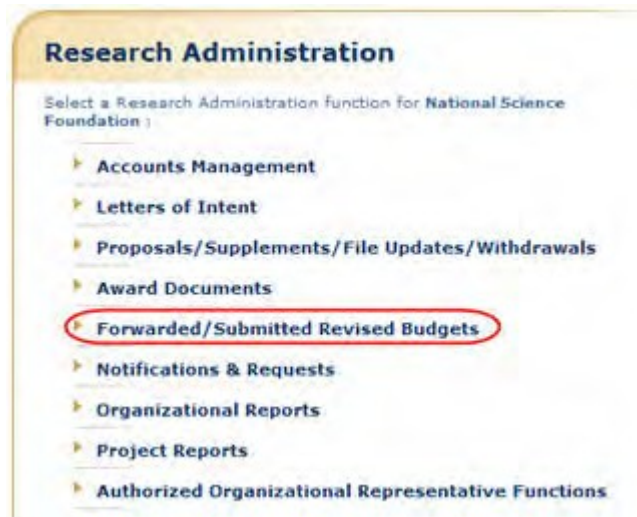 Research Administration
Select a Research Administration function for National Science
Foundation :
Accounts Management
Letters of Intent
Proposals/Supplements/File Updates/Withdrawals
Award Documents
Forwarded/Submitted Revised Budgets
Notifications & Requests
Organizational Reports
Project Reports
Authorized Organizational Representative Functions